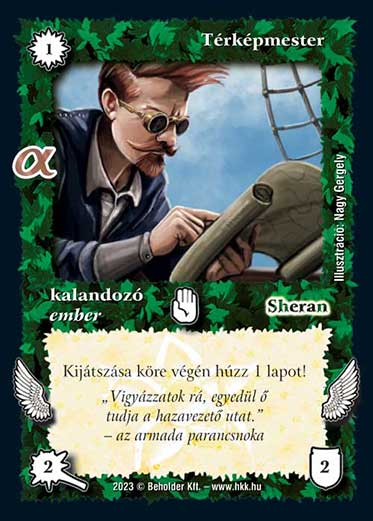 1
Térképmester
α
Illusztráció: Nagy Gergely
kalandozó
ember
Sheran
Kijátszása köre végén húzz 1 lapot!
„Vigyázzatok rá, egyedül ő
tudja a hazavezető utat.”
– az armada parancsnoka
2
2
2023 © Beholder Kft. – www.hkk.hu